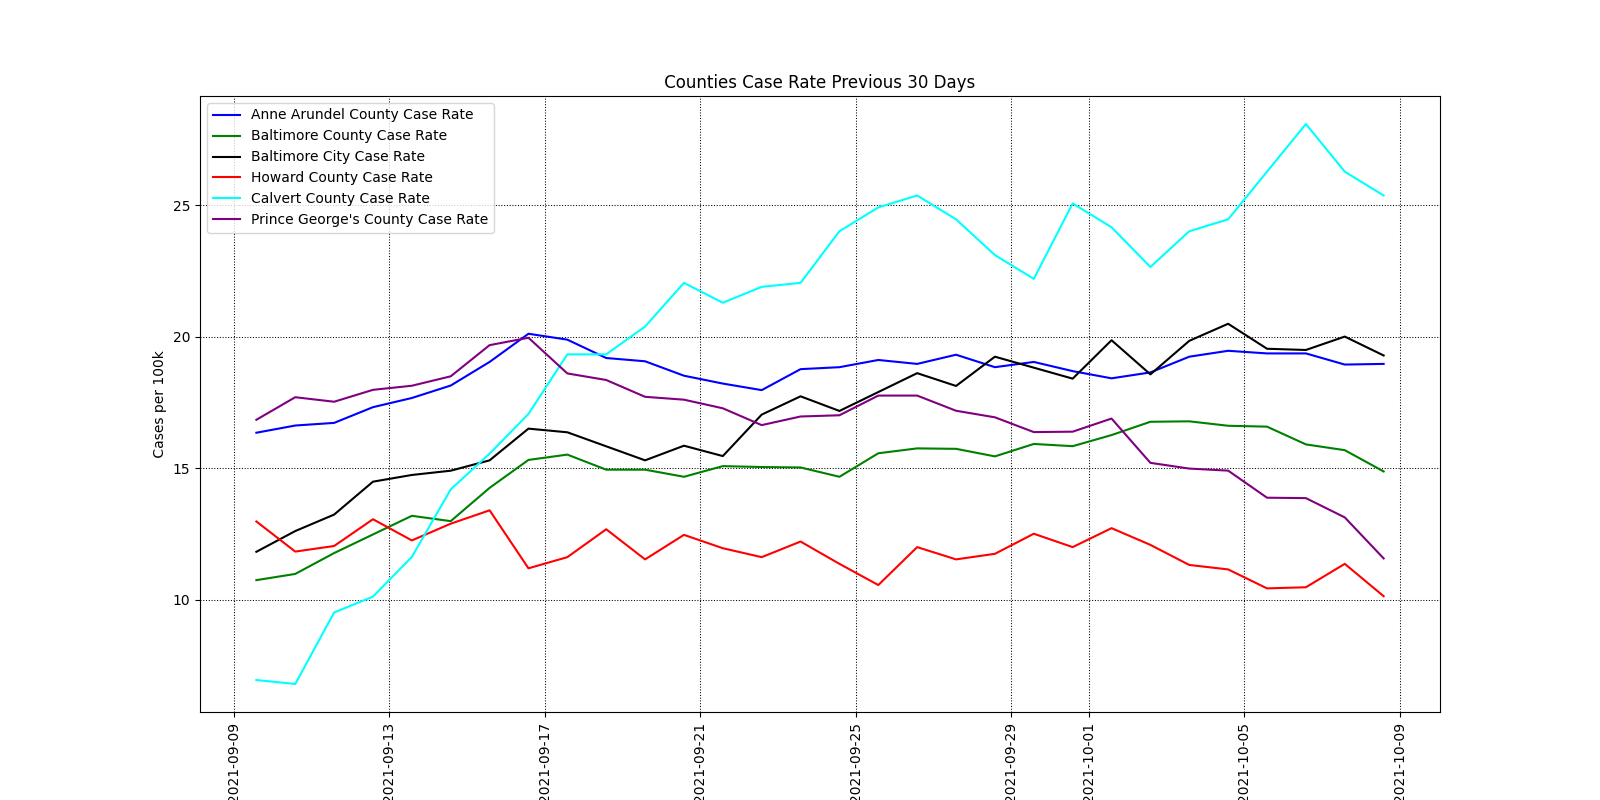 Counties Case Rate Previous 30 Days
Anne Arundel County Case Rate
Baltimore County Case Rate
Baltimore City Case Rate
Howard County Case Rate
Calvert County Case Rate
Prince George's County Case Rate
Cases per 100k
25
20
15
10
2021-09-09
2021-09-13
2021-09-17
2021-09-21
2021-09-25
2021-09-29
2021-10-01
2021-10-05
2021-10-09